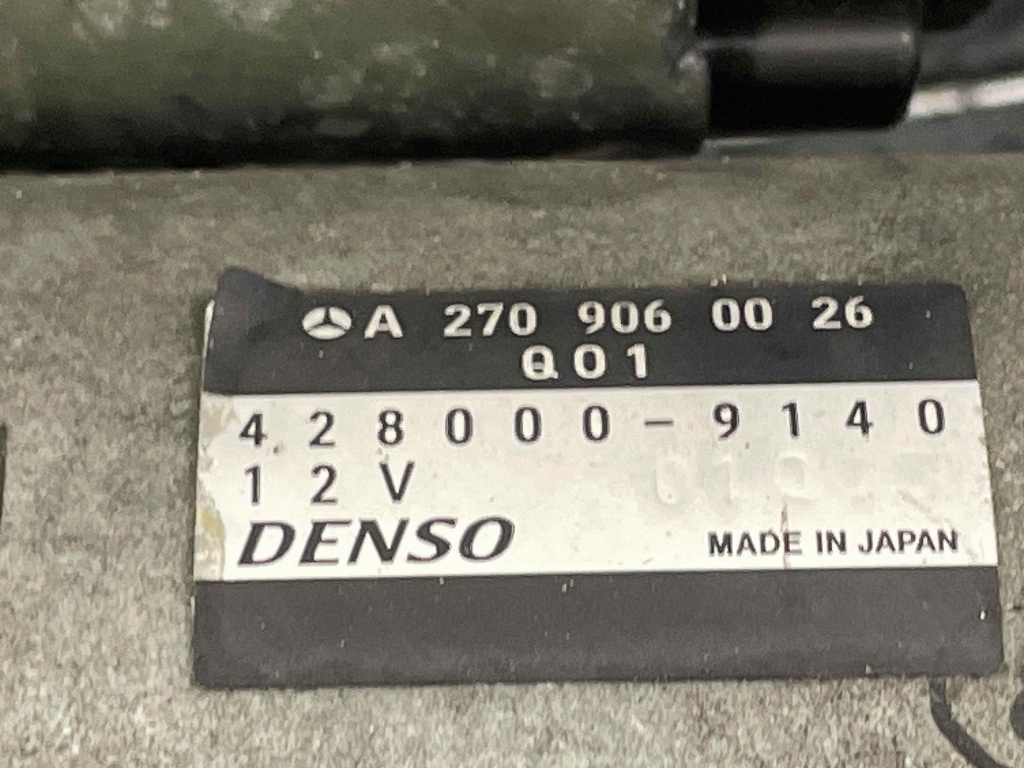 A 270 906 00 26
Q01
428000-9140
12V
DENSO
MADE IN JAPAN